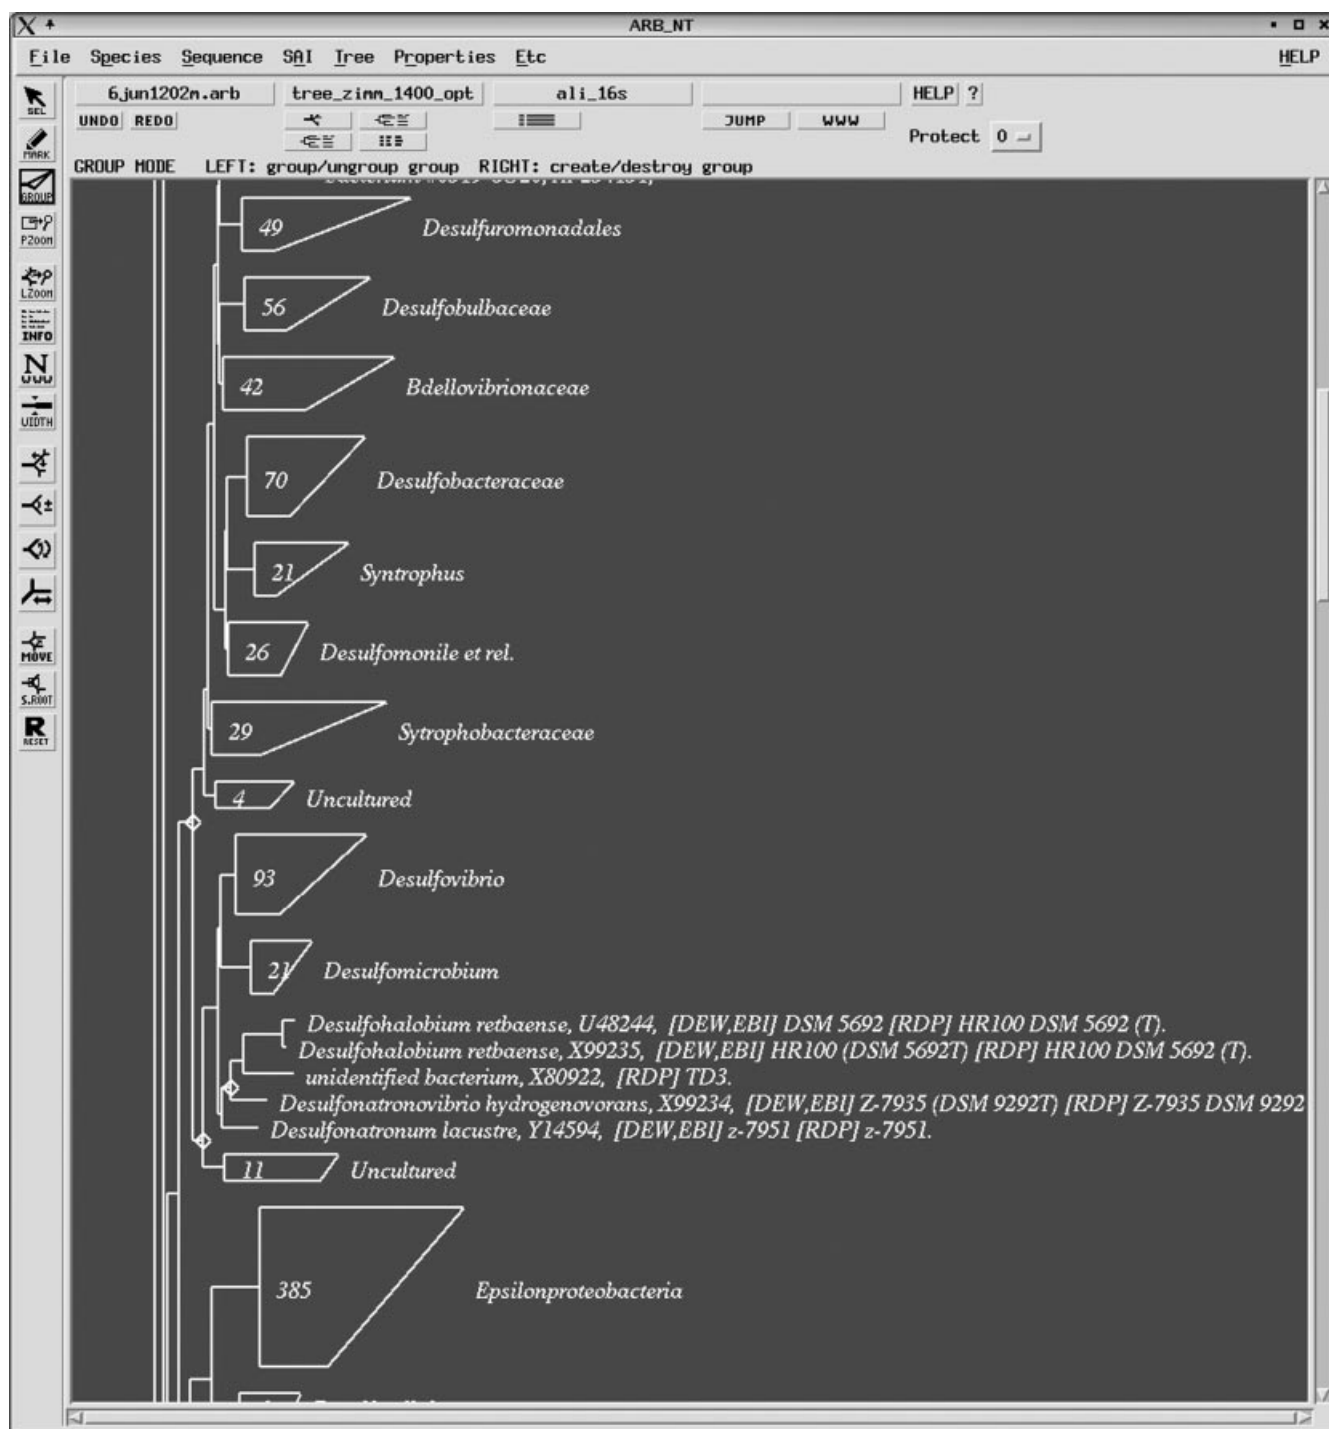 ARB_NT
File Species Sequence SAI Tree Properties Etc HELP
6jun1202m.arb tree_zimm_1400_opt ali_16s HELP ?
UNDO REDO JUMP WWW
Protect 0
GROUP MODE LEFT: group/ungroup group RIGHT: create/destroy group
SEL
MARK
GROUP
PZOOM
LZOOM
INFO
N
WWW
WIDTH
MOVE
S.ROOT
R
RESET
49 Desulfuromonadales
56 Desulfobulbaceae
42 Bdellovibrionaceae
70 Desulfobacteraceae
21 Syntrophus
26 Desulfomonile et rel.
29 Sytrophobacteraceae
4 Uncultured
93 Desulfovibrio
21 Desulfomicrobium
Desulfohalobium retbaense, U48244, [DEW,EBI] DSM 5692 [RDP] HR100 DSM 5692 (T).
Desulfohalobium retbaense, X99235, [DEW,EBI] HR100 (DSM 5692T) [RDP] HR100 DSM 5692 (T).
unidentified bacterium, X80922, [RDP] TD3.
Desulfonatronovibrio hydrogenovorans, X99234, [DEW,EBI] Z-7935 (DSM 9292T) [RDP] Z-7935 DSM 9292
Desulfonatronum lacustre, Y14594, [DEW,EBI] z-7951 [RDP] z-7951.
11 Uncultured
385 Epsilonproteobacteria